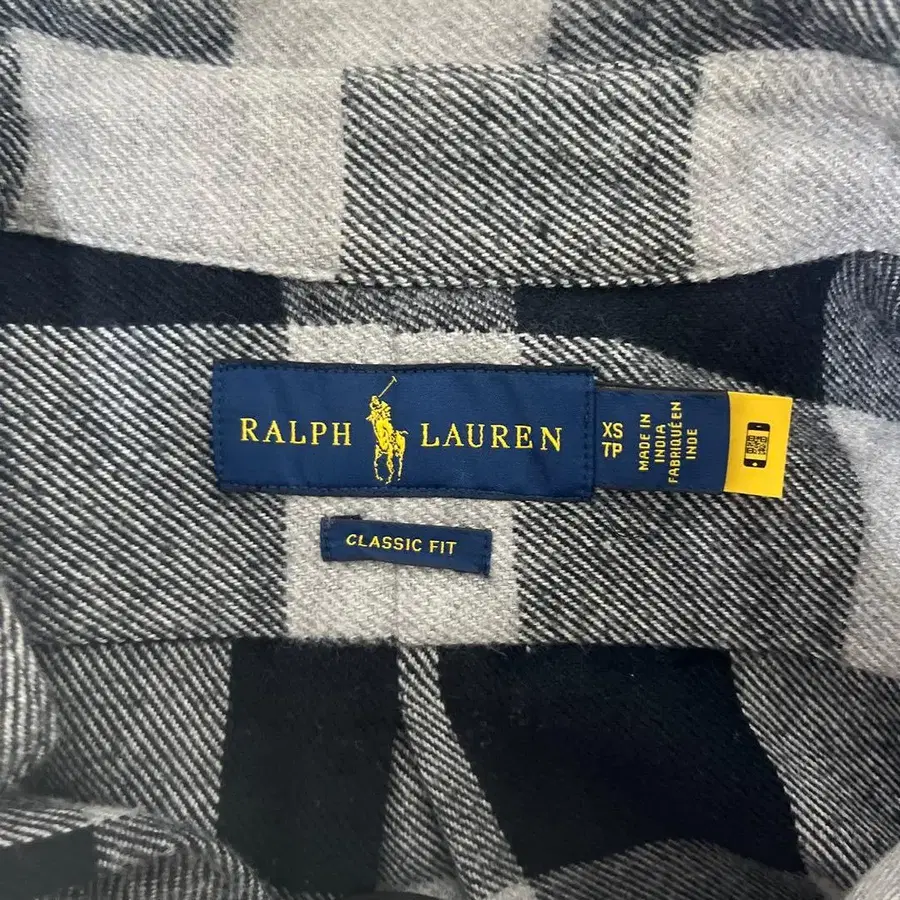 RALPH LAUREN
XS
TP
MADE IN
INDIA
FABRIQUÉ EN
INDE
CLASSIC FIT